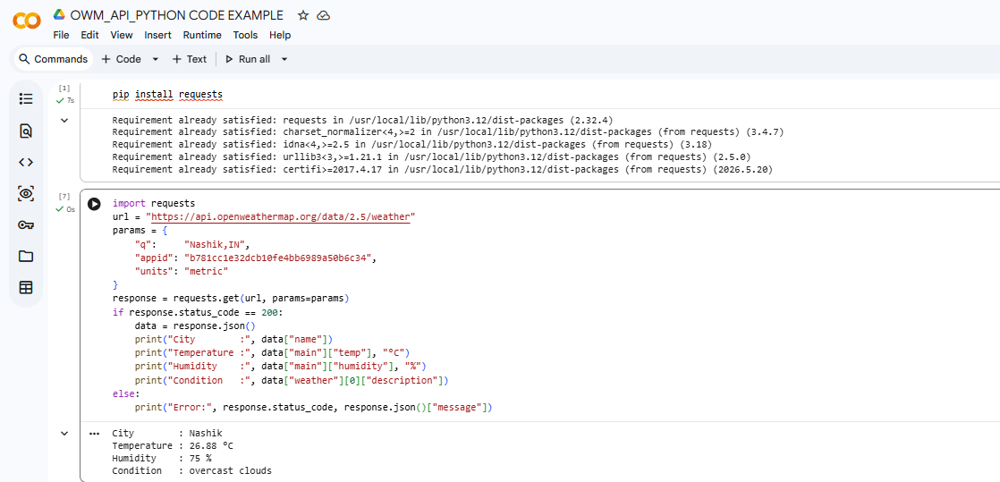 CO OWM_API_PYTHON CODE EXAMPLE
File Edit View Insert Runtime Tools Help
Commands + Code + Text Run all
[1]
7s
pip install requests
Requirement already satisfied: requests in /usr/local/lib/python3.12/dist-packages (2.32.4)
Requirement already satisfied: charset_normalizer<4,>=2 in /usr/local/lib/python3.12/dist-packages (from requests) (3.4.7)
Requirement already satisfied: idna<4,>=2.5 in /usr/local/lib/python3.12/dist-packages (from requests) (3.18)
Requirement already satisfied: urllib3<3,>=1.21.1 in /usr/local/lib/python3.12/dist-packages (from requests) (2.5.0)
Requirement already satisfied: certifi>=2017.4.17 in /usr/local/lib/python3.12/dist-packages (from requests) (2026.5.20)
[7]
0s
import requests
url = "https://api.openweathermap.org/data/2.5/weather"
params = {
    "q":     "Nashik,IN",
    "appid": "b781cc1e32dcb10fe4bb6989a50b6c34",
    "units": "metric"
}
response = requests.get(url, params=params)
if response.status_code == 200:
    data = response.json()
    print("City        :", data["name"])
    print("Temperature :", data["main"]["temp"], "°C")
    print("Humidity    :", data["main"]["humidity"], "%")
    print("Condition   :", data["weather"][0]["description"])
else:
    print("Error:", response.status_code, response.json()["message"])
City        : Nashik
Temperature : 26.88 °C
Humidity    : 75 %
Condition   : overcast clouds